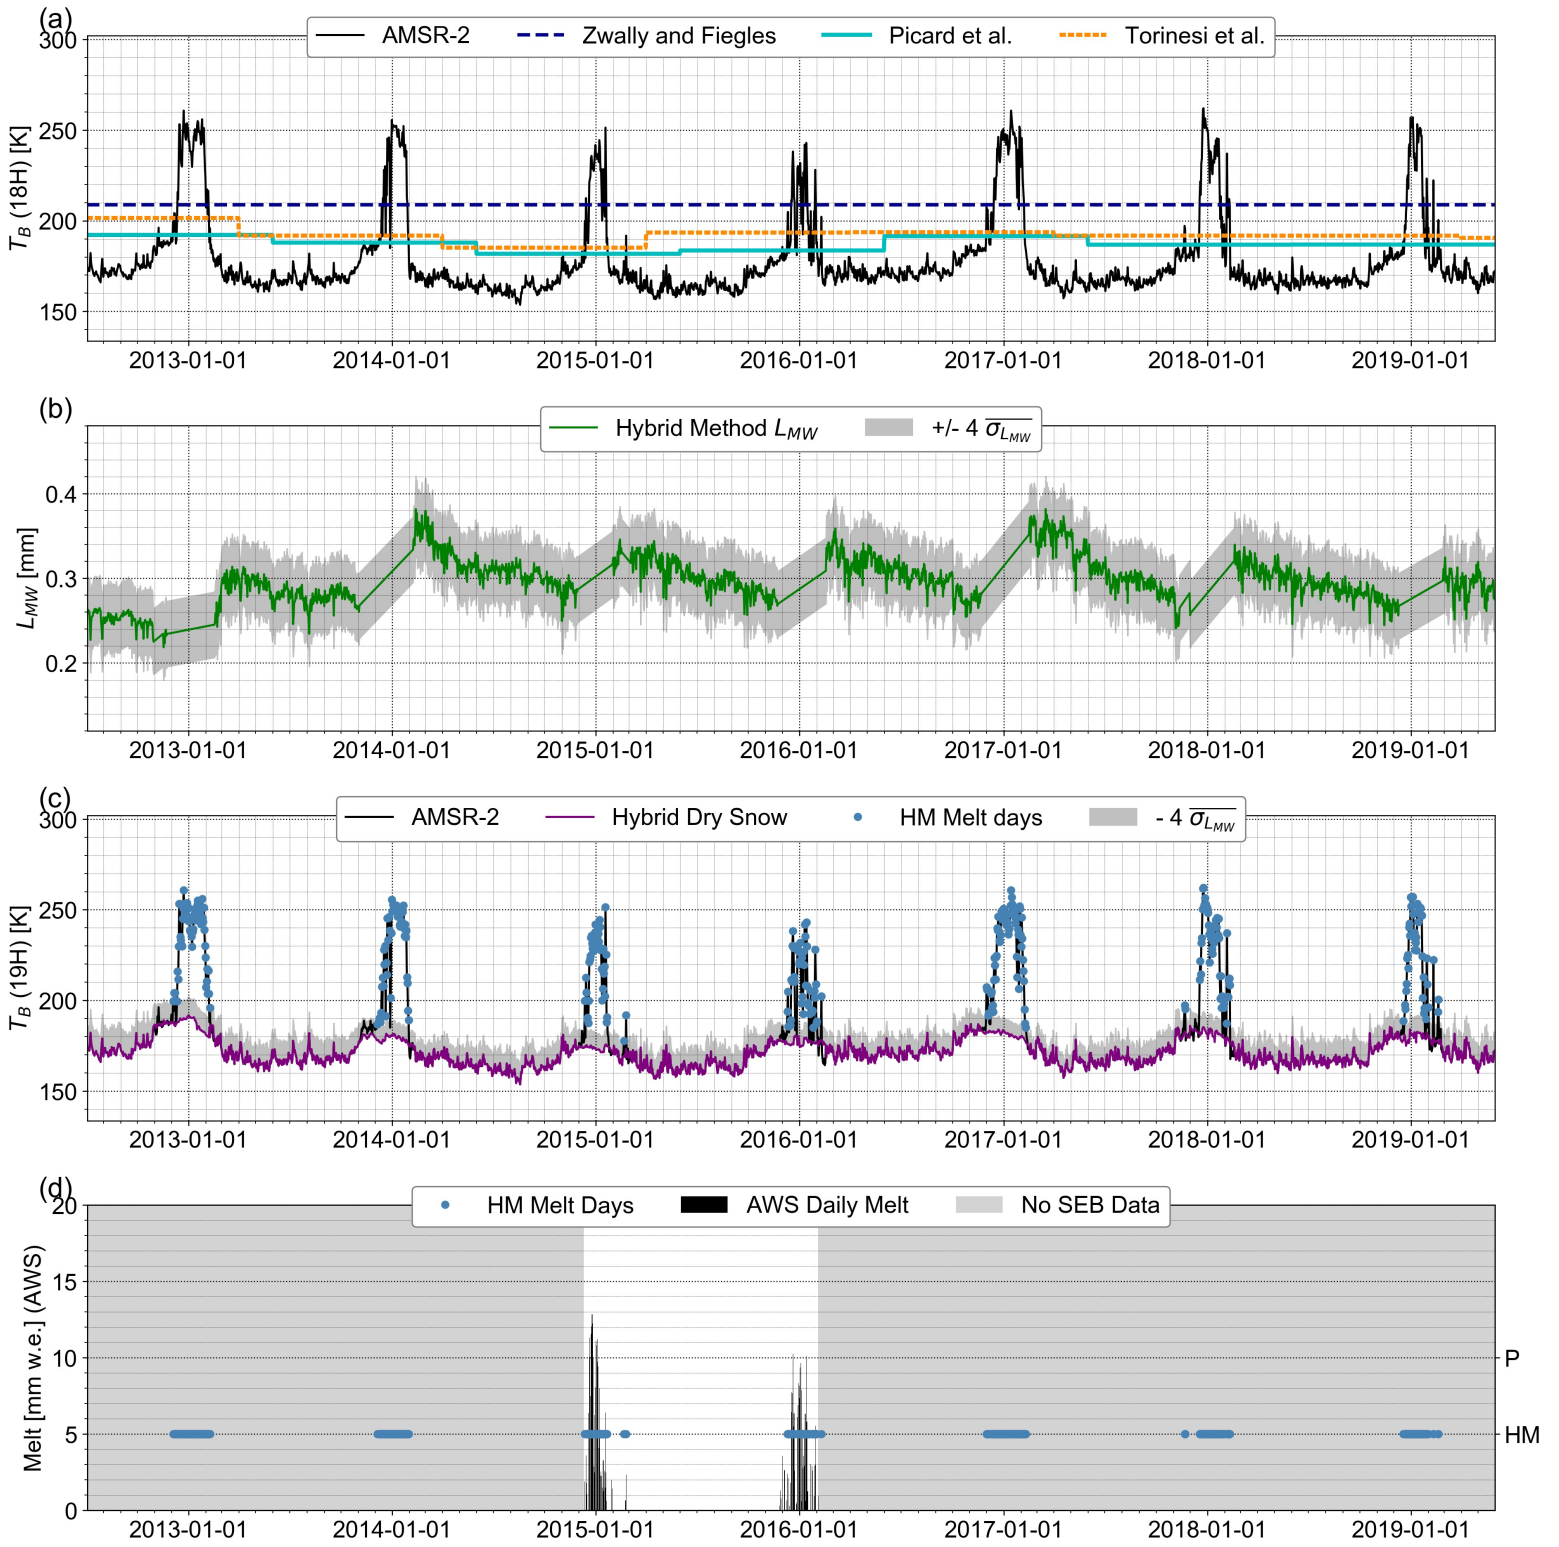 (a)
AMSR-2 Zwally and Fiegles Picard et al. Torinesi et al.
300
250
200
150
T_B (18H) [K]
2013-01-01 2014-01-01 2015-01-01 2016-01-01 2017-01-01 2018-01-01 2019-01-01
(b)
Hybrid Method L_MW +/- 4 σ_L_MW
0.4
0.3
0.2
L_MW [mm]
2013-01-01 2014-01-01 2015-01-01 2016-01-01 2017-01-01 2018-01-01 2019-01-01
(c)
AMSR-2 Hybrid Dry Snow HM Melt days - 4 σ_L_MW
300
250
200
150
T_B (19H) [K]
2013-01-01 2014-01-01 2015-01-01 2016-01-01 2017-01-01 2018-01-01 2019-01-01
(d)
HM Melt Days AWS Daily Melt No SEB Data
20
15
10 P
5 HM
0
Melt [mm w.e.] (AWS)
2013-01-01 2014-01-01 2015-01-01 2016-01-01 2017-01-01 2018-01-01 2019-01-01